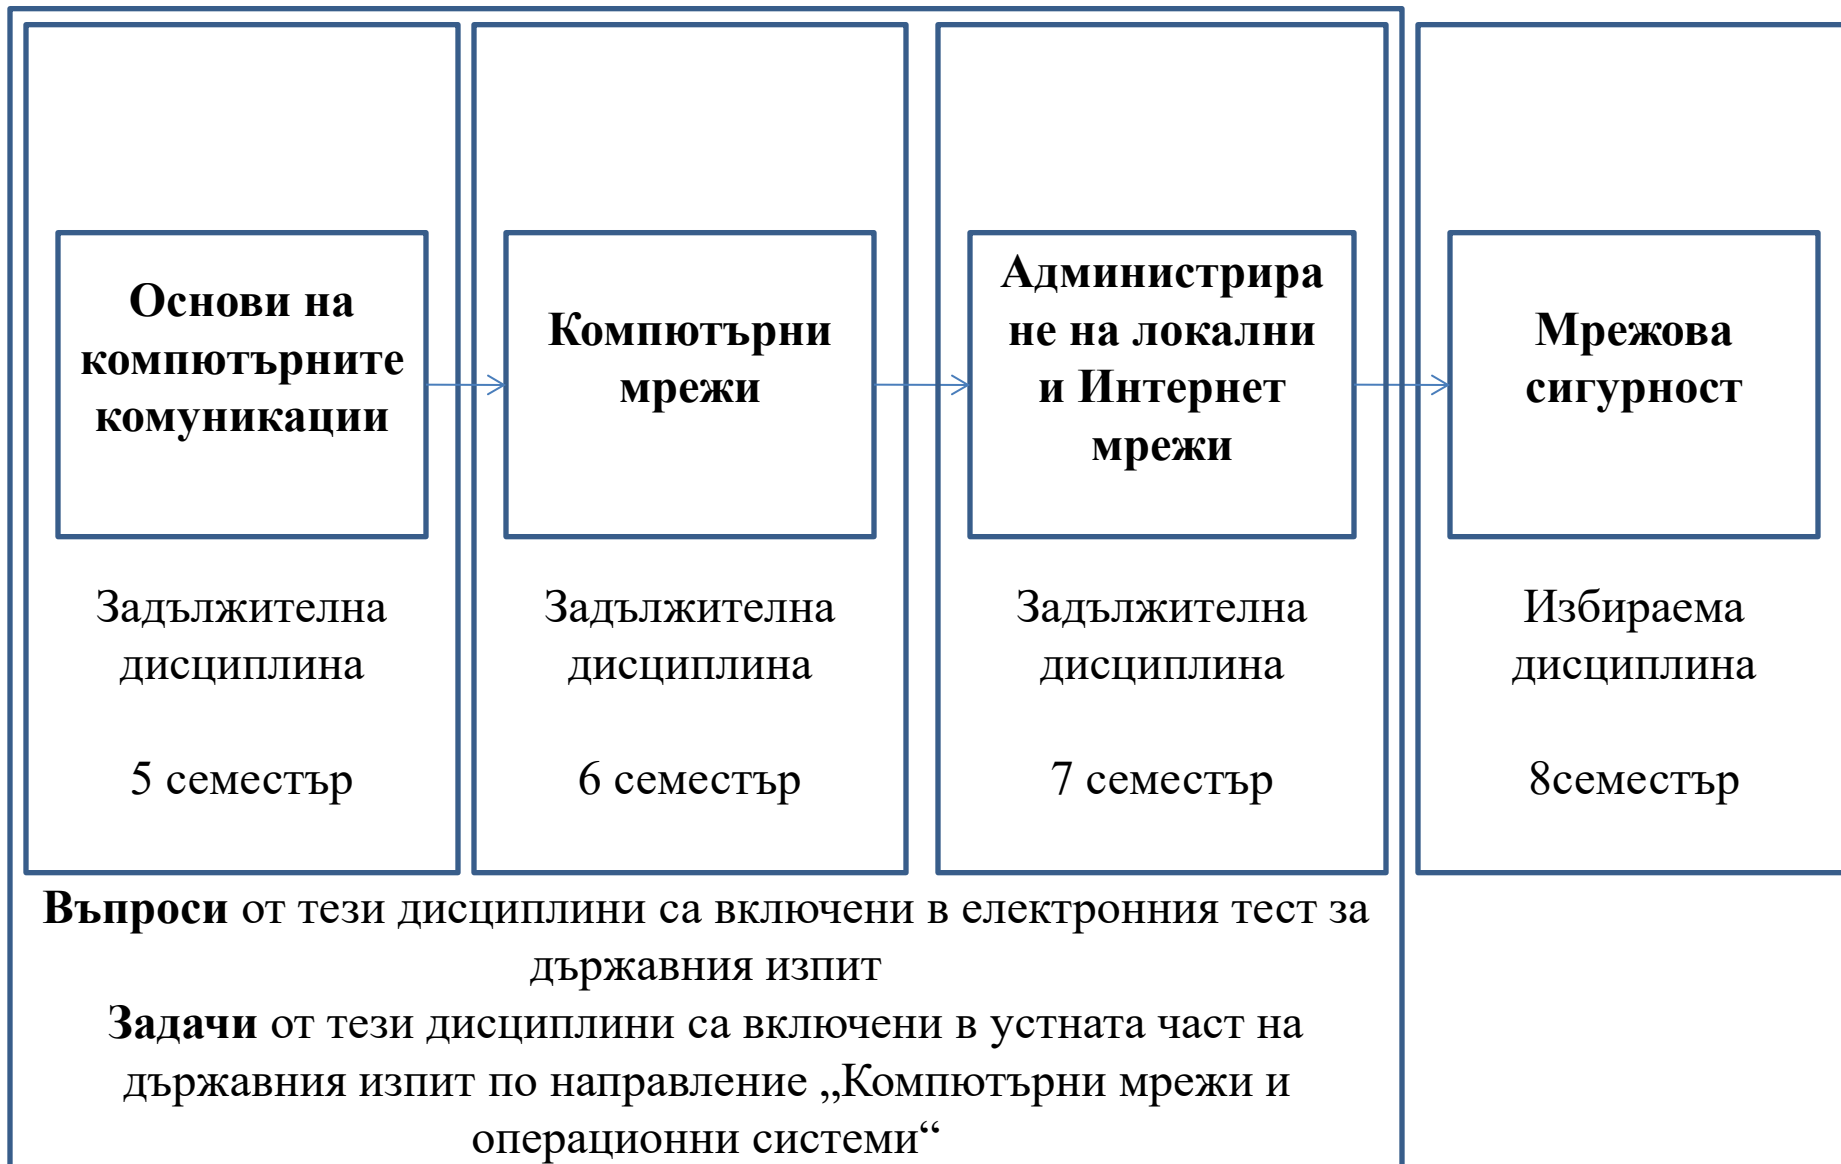 Основи на
компютърните
комуникации
Задължителна
дисциплина
5 семестър
Компютърни
мрежи
Задължителна
дисциплина
6 семестър
Администрира
не на локални
и Интернет
мрежи
Задължителна
дисциплина
7 семестър
Мрежова
сигурност
Избираема
дисциплина
8семестър
Въпроси от тези дисциплини са включени в електронния тест за
държавния изпит
Задачи от тези дисциплини са включени в устната част на
държавния изпит по направление „Компютърни мрежи и
операционни системи“